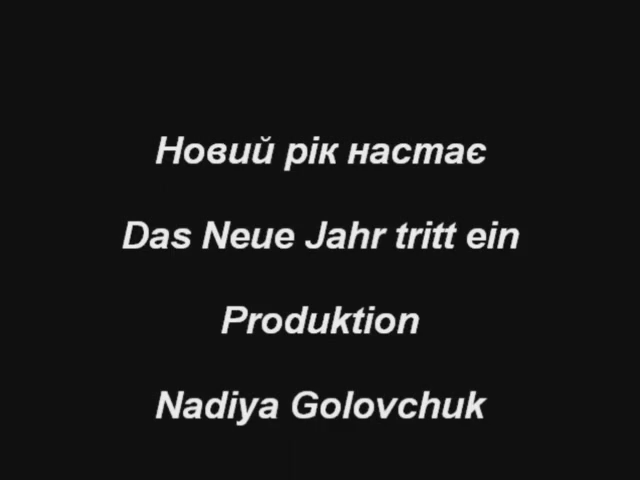 Новий рік настає
Das Neue Jahr tritt ein
Produktion
Nadiya Golovchuk